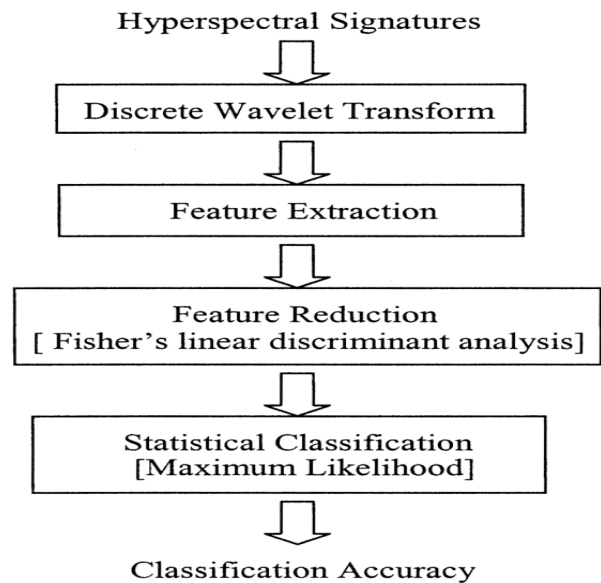 Hyperspectral Signatures
Discrete Wavelet Transform
Feature Extraction
Feature Reduction
[ Fisher's linear discriminant analysis]
Statistical Classification
[Maximum Likelihood]
Classification Accuracy